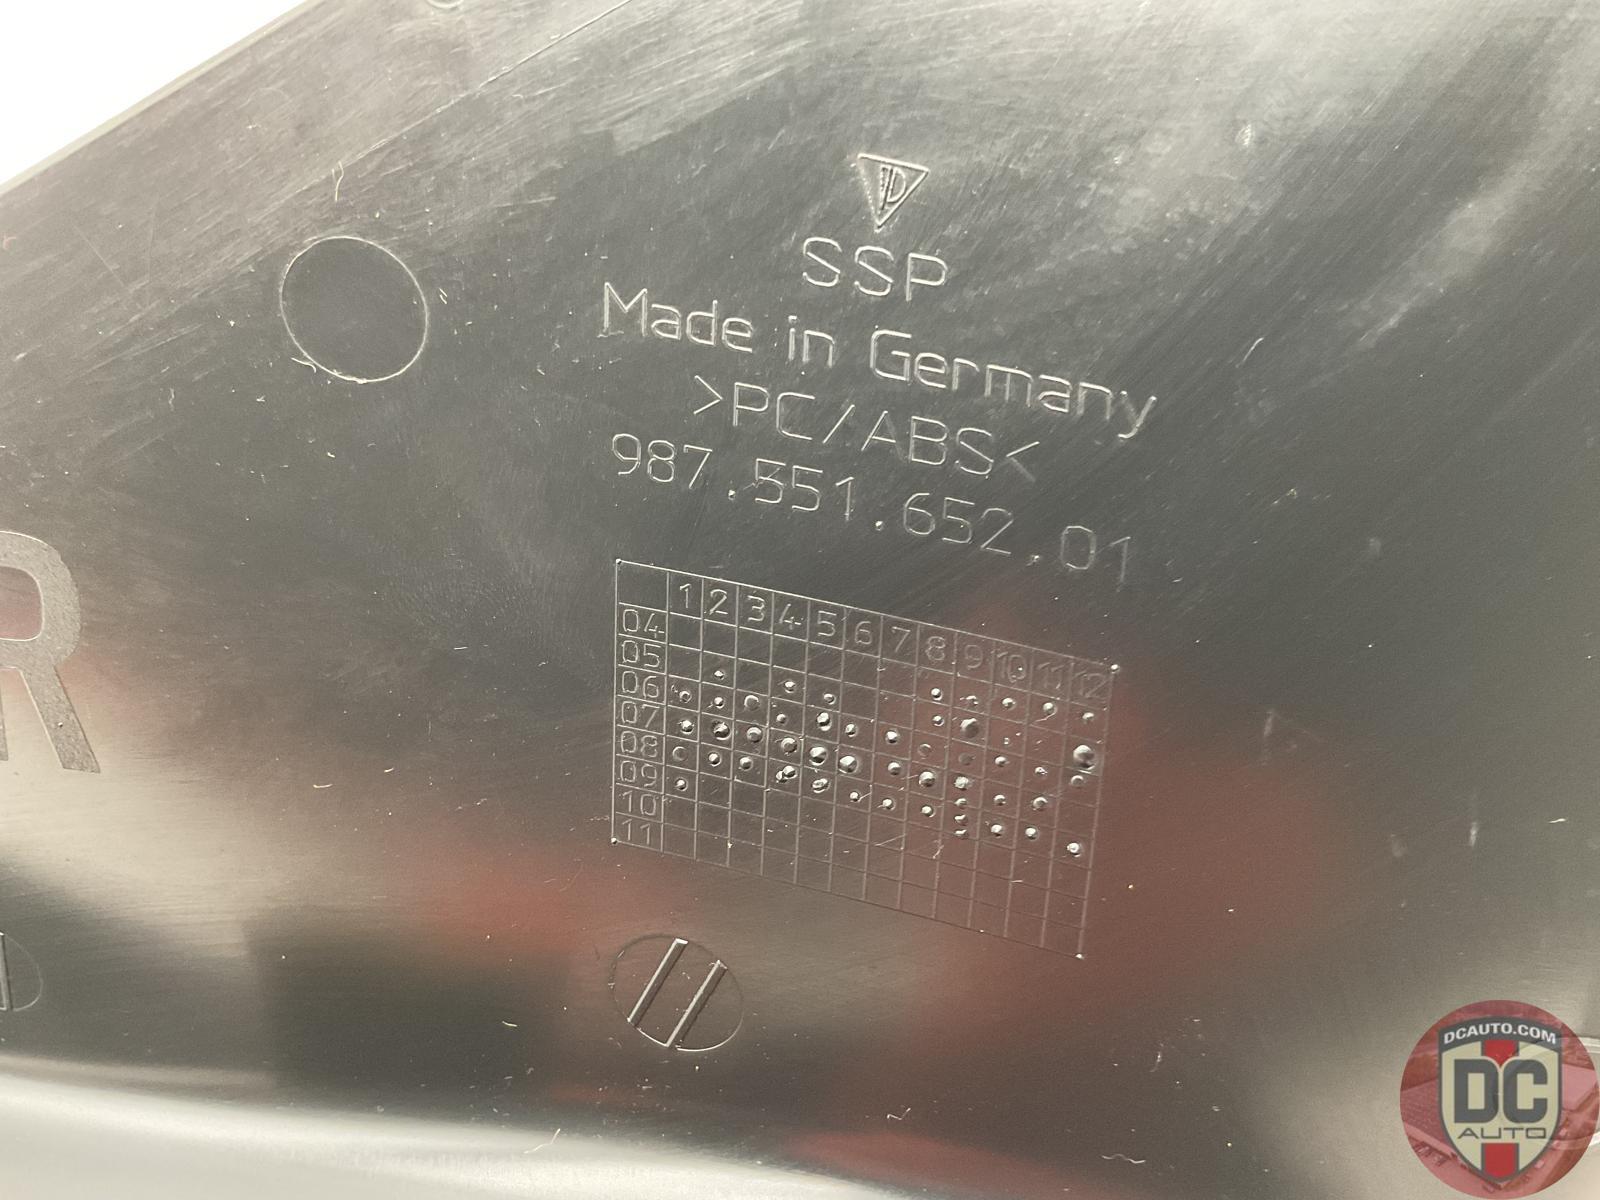 SSP
Made in Germany
>PC/ABS<
987.551.652.01
1 2 3 4 5 6 7 8 9 10 11 12
04
05
06
07
08
09
10
11
R
DCAUTO.COM
DC
AUTO